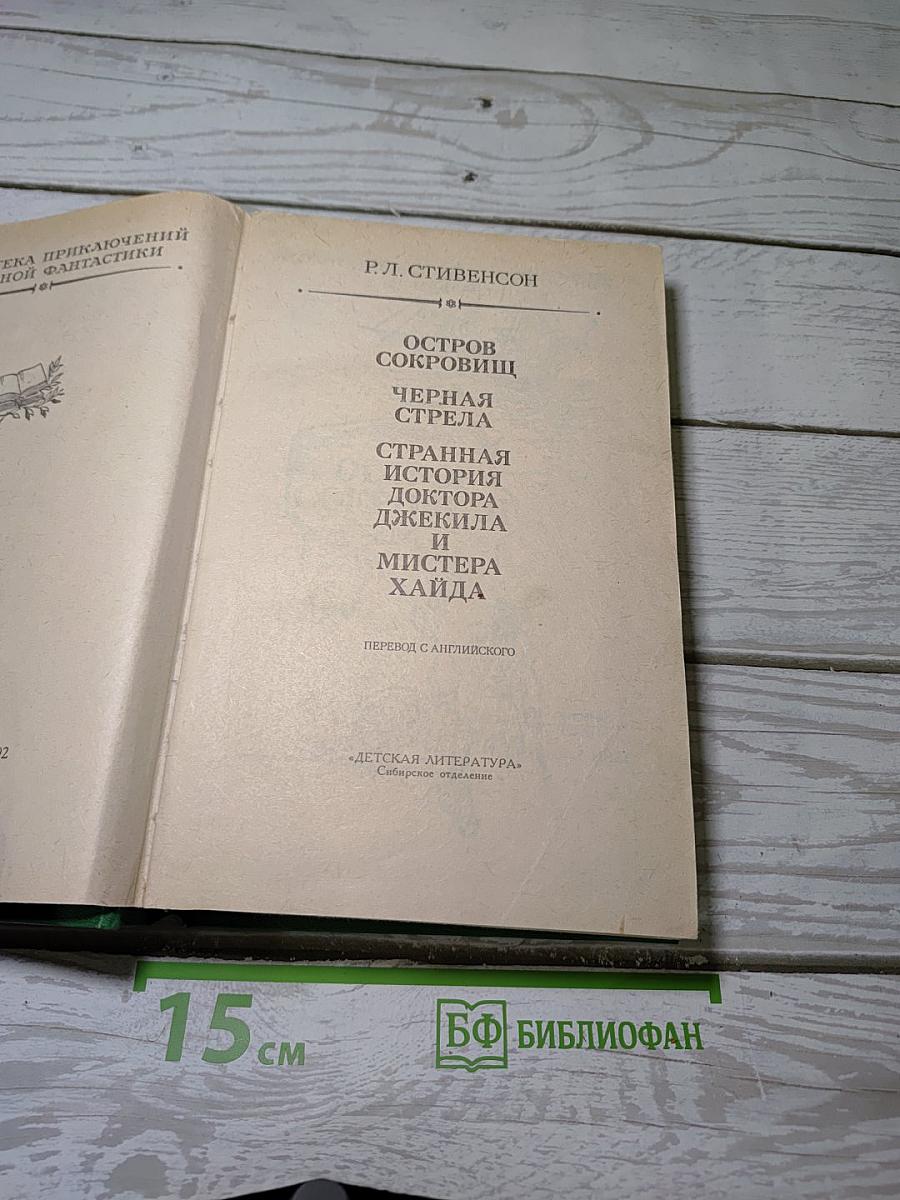 ТЕКА ПРИКЛЮЧЕНИЙ
НОЙ ФАНТАСТИКИ
Р. Л. СТИВЕНСОН
ОСТРОВ
СОКРОВИЩ
ЧЕРНАЯ
СТРЕЛА
СТРАННАЯ
ИСТОРИЯ
ДОКТОРА
ДЖЕКИЛА
И
МИСТЕРА
ХАЙДА
ПЕРЕВОД С АНГЛИЙСКОГО
«ДЕТСКАЯ ЛИТЕРАТУРА»
Сибирское отделение
15 см
БФ БИБЛИОФАН